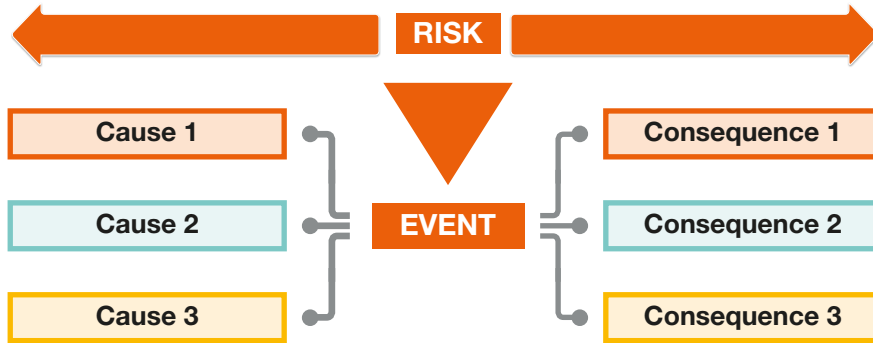 RISK
Cause 1
Consequence 1
Cause 2
EVENT
Consequence 2
Cause 3
Consequence 3